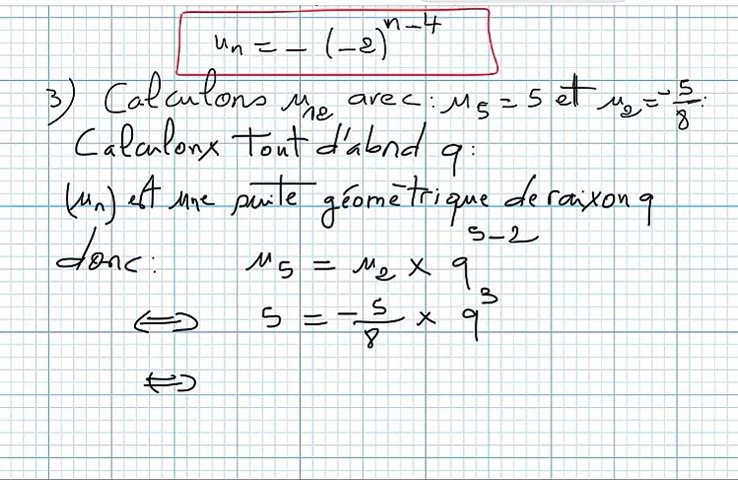 uₙ = - (-2)ⁿ⁻⁴
3) Calculons u₁₂ avec: u₅ = 5 et u₂ = -5/8.
Calculons tout d'abord q:
(uₙ) est une suite géométrique de raison q
donc: u₅ = u₂ × q⁵⁻²
⟺ 5 = -5/8 × q³
⟺